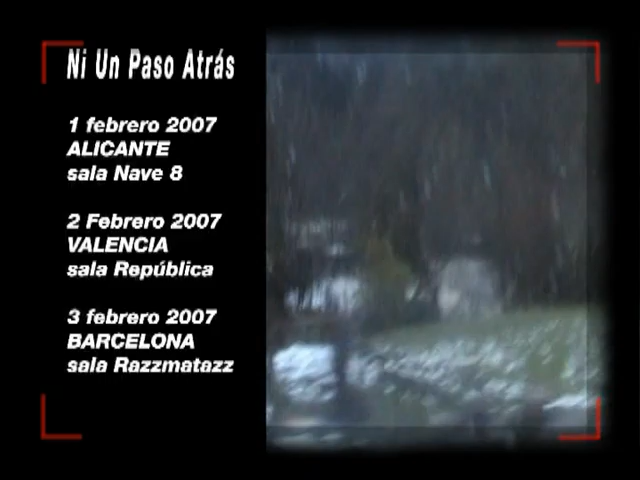 Ni Un Paso Atrás
1 febrero 2007
ALICANTE
sala Nave 8
2 Febrero 2007
VALENCIA
sala República
3 febrero 2007
BARCELONA
sala Razzmatazz